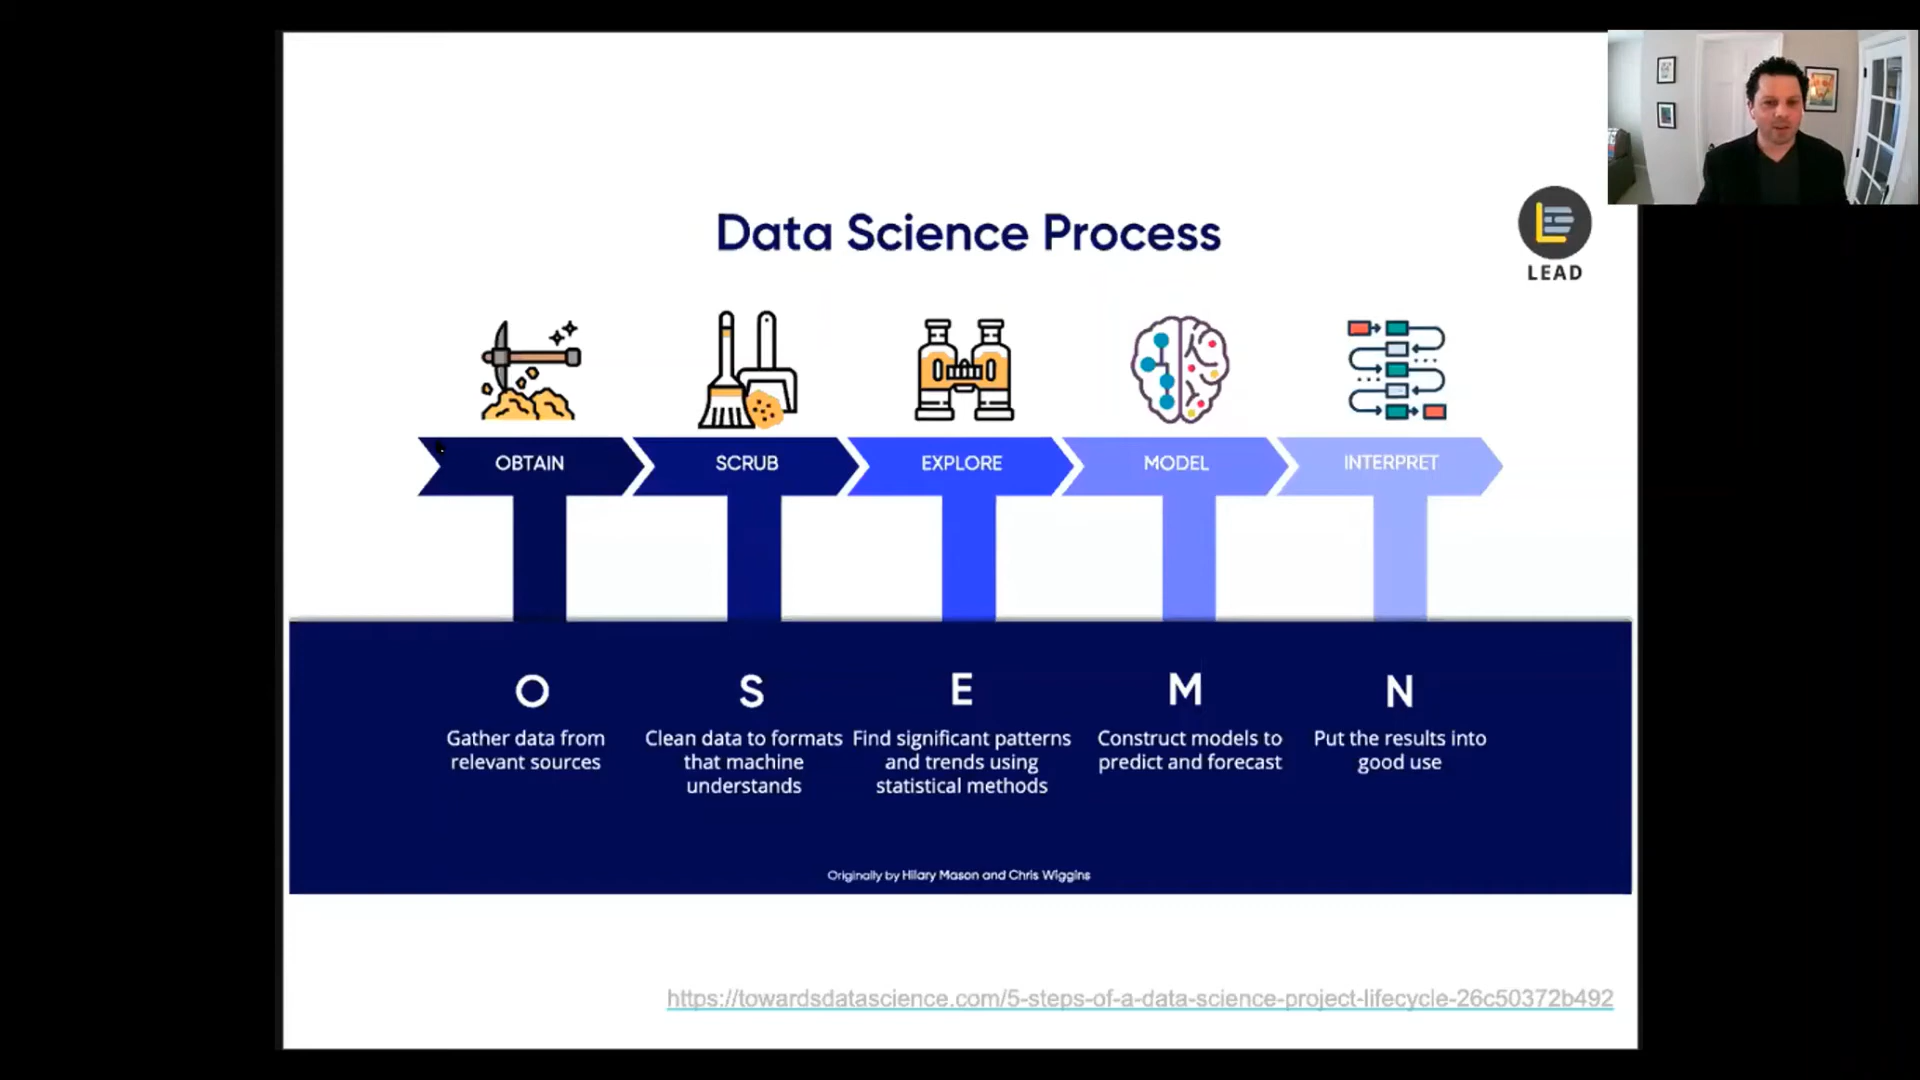 Data Science Process
LEAD
OBTAIN
SCRUB
EXPLORE
MODEL
INTERPRET
O
S
E
M
N
Gather data from
relevant sources
Clean data to formats
that machine
understands
Find significant patterns
and trends using
statistical methods
Construct models to
predict and forecast
Put the results into
good use
Originally by Hilary Mason and Chris Wiggins
https://towardsdatascience.com/5-steps-of-a-data-science-project-lifecycle-26c50372b492